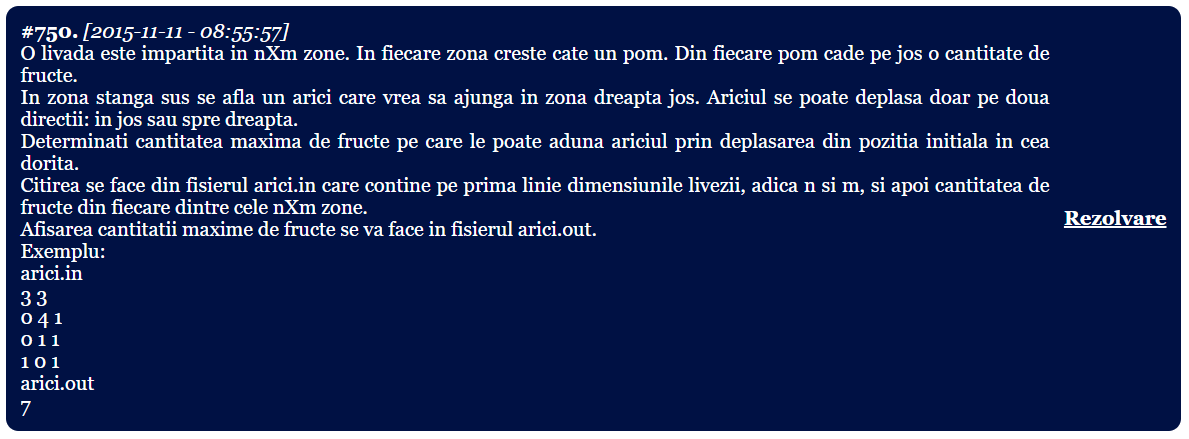 #750. [2015-11-11 - 08:55:57]
O livada este impartita in nXm zone. In fiecare zona creste cate un pom. Din fiecare pom cade pe jos o cantitate de
fructe.
In zona stanga sus se afla un arici care vrea sa ajunga in zona dreapta jos. Ariciul se poate deplasa doar pe doua
directii: in jos sau spre dreapta.
Determinati cantitatea maxima de fructe pe care le poate aduna ariciul prin deplasarea din pozitia initiala in cea
dorita.
Citirea se face din fisierul arici.in care contine pe prima linie dimensiunile livezii, adica n si m, si apoi cantitatea de
fructe din fiecare dintre cele nXm zone.
Rezolvare
Afisarea cantitatii maxime de fructe se va face in fisierul arici.out.
Exemplu:
arici.in
3 3
0 4 1
0 1 1
1 0 1
arici.out
7